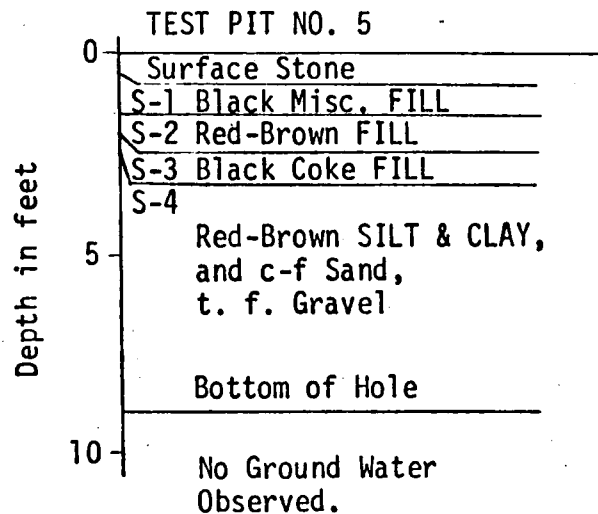 TEST PIT NO. 5
0
Surface Stone
S-1 Black Misc. FILL
S-2 Red-Brown FILL
S-3 Black Coke FILL
S-4
Red-Brown SILT & CLAY,
and c-f Sand,
t. f. Gravel
5
Depth in feet
Bottom of Hole
10
No Ground Water
Observed.